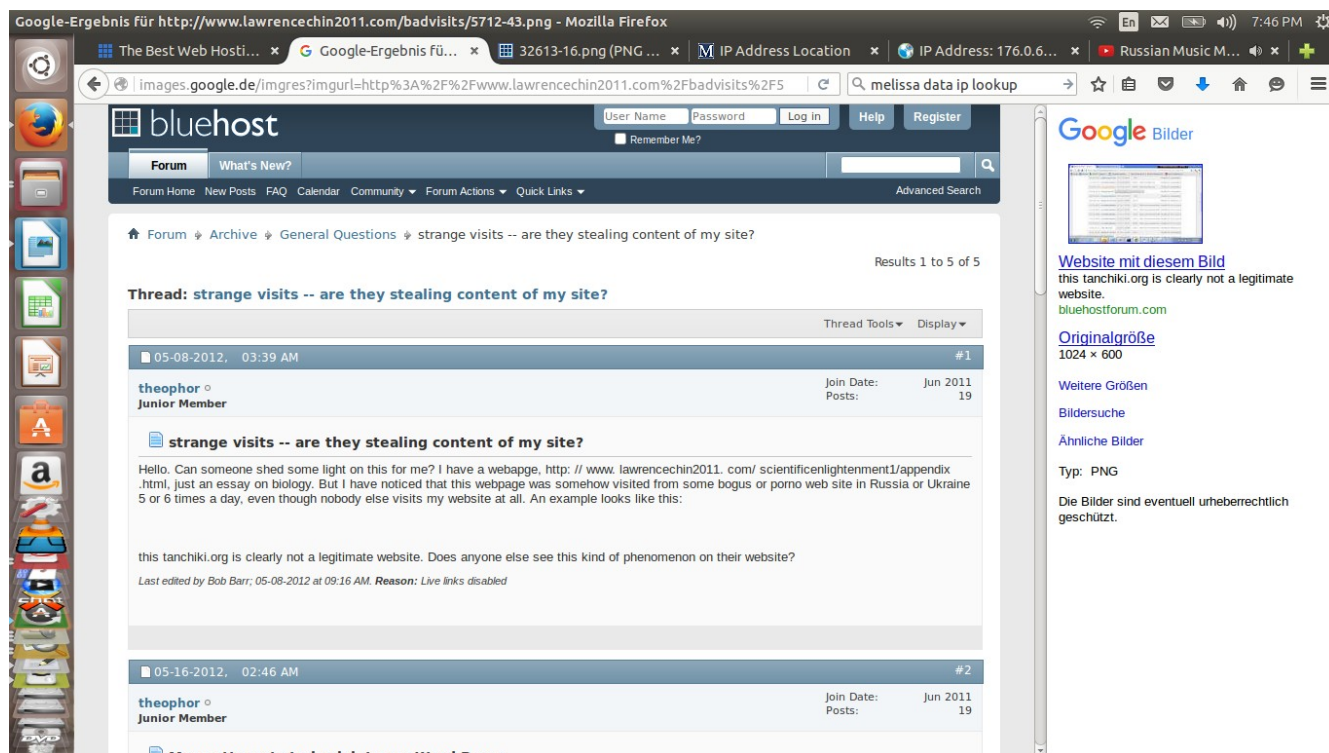 Google-Ergebnis für http://www.lawrencechin2011.com/badvisits/5712-43.png - Mozilla Firefox
En
7:46 PM
The Best Web Hosti...
Google-Ergebnis fü...
32613-16.png (PNG ...
IP Address Location
IP Address: 176.0.6...
Russian Music M...
images.google.de/imgres?imgurl=http%3A%2F%2Fwww.lawrencechin2011.com%2Fbadvisits%2F5
melissa data ip lookup
bluehost
User Name
Password
Log in
Help
Register
Remember Me?
Forum
What's New?
Forum Home New Posts FAQ Calendar Community Forum Actions Quick Links
Advanced Search
Forum Archive General Questions strange visits -- are they stealing content of my site?
Results 1 to 5 of 5
Thread: strange visits -- are they stealing content of my site?
Thread Tools Display
05-08-2012, 03:39 AM
#1
theophor
Junior Member
Join Date: Jun 2011
Posts: 19
strange visits -- are they stealing content of my site?
Hello. Can someone shed some light on this for me? I have a webapge, http: // www. lawrencechin2011. com/ scientificenlightenment1/appendix
.html, just an essay on biology. But I have noticed that this webpage was somehow visited from some bogus or porno web site in Russia or Ukraine
5 or 6 times a day, even though nobody else visits my website at all. An example looks like this:
this tanchiki.org is clearly not a legitimate website. Does anyone else see this kind of phenomenon on their website?
Last edited by Bob Barr; 05-08-2012 at 09:16 AM. Reason: Live links disabled
05-16-2012, 02:46 AM
#2
theophor
Junior Member
Join Date: Jun 2011
Posts: 19
Google Bilder
Website mit diesem Bild
this tanchiki.org is clearly not a legitimate
website.
bluehostforum.com
Originalgröße
1024 × 600
Weitere Größen
Bildersuche
Ähnliche Bilder
Typ: PNG
Die Bilder sind eventuell urheberrechtlich
geschützt.